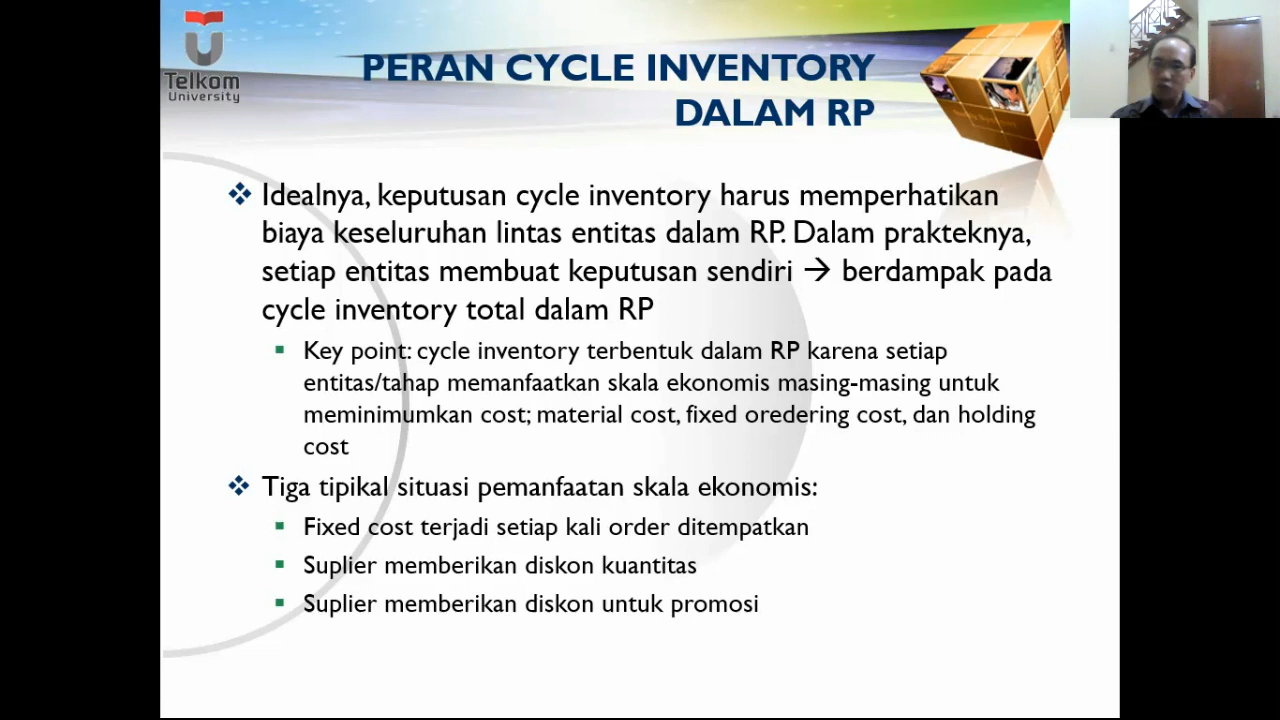 Telkom
University
PERAN CYCLE INVENTORY
DALAM RP
Idealnya, keputusan cycle inventory harus memperhatikan
biaya keseluruhan lintas entitas dalam RP. Dalam prakteknya,
setiap entitas membuat keputusan sendiri → berdampak pada
cycle inventory total dalam RP
Key point: cycle inventory terbentuk dalam RP karena setiap
entitas/tahap memanfaatkan skala ekonomis masing-masing untuk
meminimumkan cost; material cost, fixed oredering cost, dan holding
cost
Tiga tipikal situasi pemanfaatan skala ekonomis:
Fixed cost terjadi setiap kali order ditempatkan
Suplier memberikan diskon kuantitas
Suplier memberikan diskon untuk promosi